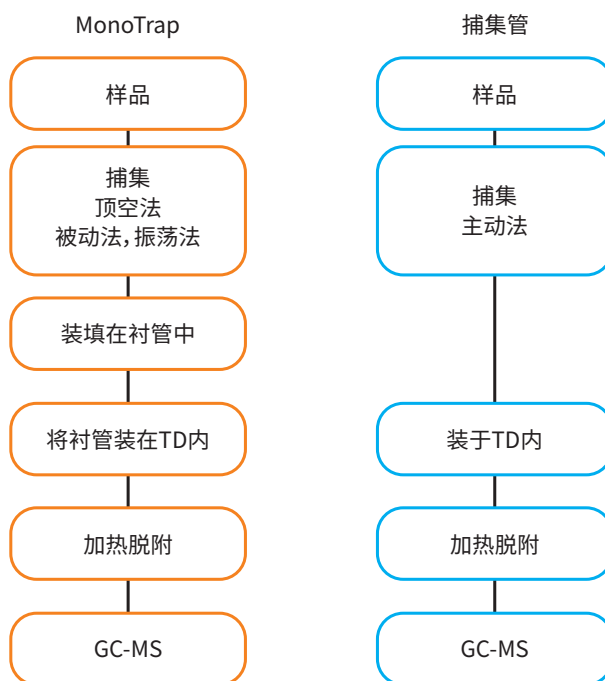 MonoTrap
样品
捕集
顶空法
被动法，振荡法
装填在衬管中
将衬管装在TD内
加热脱附
GC-MS
捕集管
样品
捕集
主动法
装于TD内
加热脱附
GC-MS